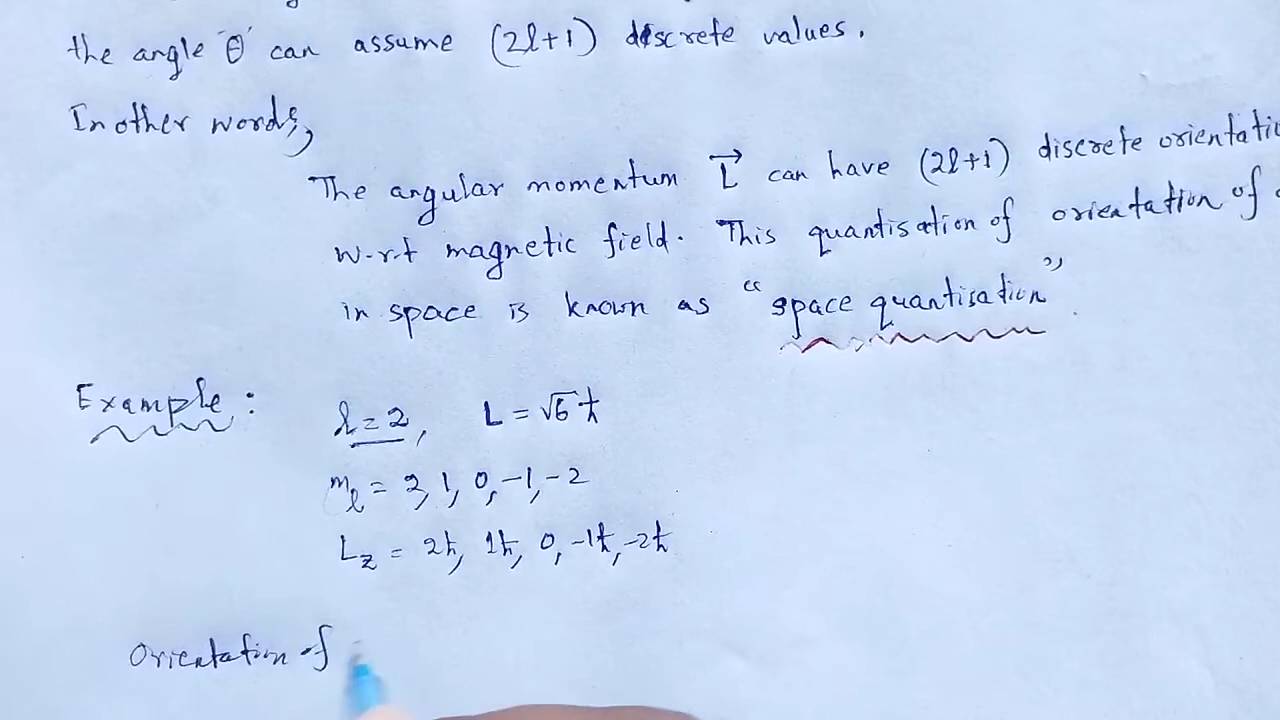 the angle 'θ' can assume (2l+1) discrete values.
In other words,
The angular momentum L⃗ can have (2l+1) discrete orientatio
w.r.t magnetic field. This quantisation of orientation of
in space is known as "space quantisation".
Example:
l = 2, L = √6 ħ
mₗ = 2, 1, 0, -1, -2
L_z = 2ħ, 1ħ, 0, -1ħ, -2ħ
Orientation of